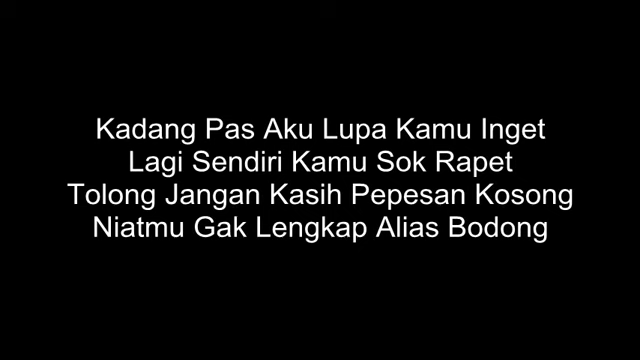 Kadang Pas Aku Lupa Kamu Inget
Lagi Sendiri Kamu Sok Rapet
Tolong Jangan Kasih Pepesan Kosong
Niatmu Gak Lengkap Alias Bodong